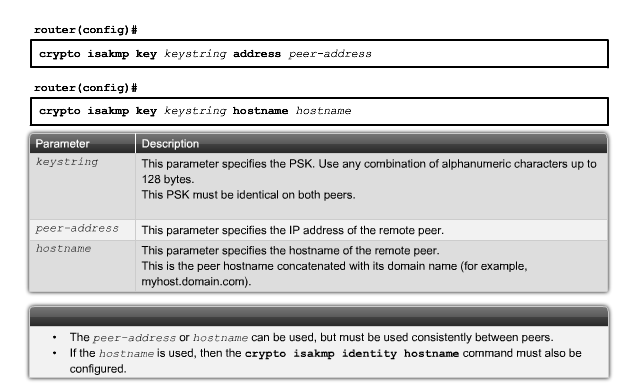 router(config)#
crypto isakmp key keystring address peer-address
router(config)#
crypto isakmp key keystring hostname hostname
Parameter Description
keystring This parameter specifies the PSK. Use any combination of alphanumeric characters up to
128 bytes.
This PSK must be identical on both peers.
peer-address This parameter specifies the IP address of the remote peer.
hostname This parameter specifies the hostname of the remote peer.
This is the peer hostname concatenated with its domain name (for example,
myhost.domain.com).
• The peer-address or hostname can be used, but must be used consistently between peers.
• If the hostname is used, then the crypto isakmp identity hostname command must also be
configured.